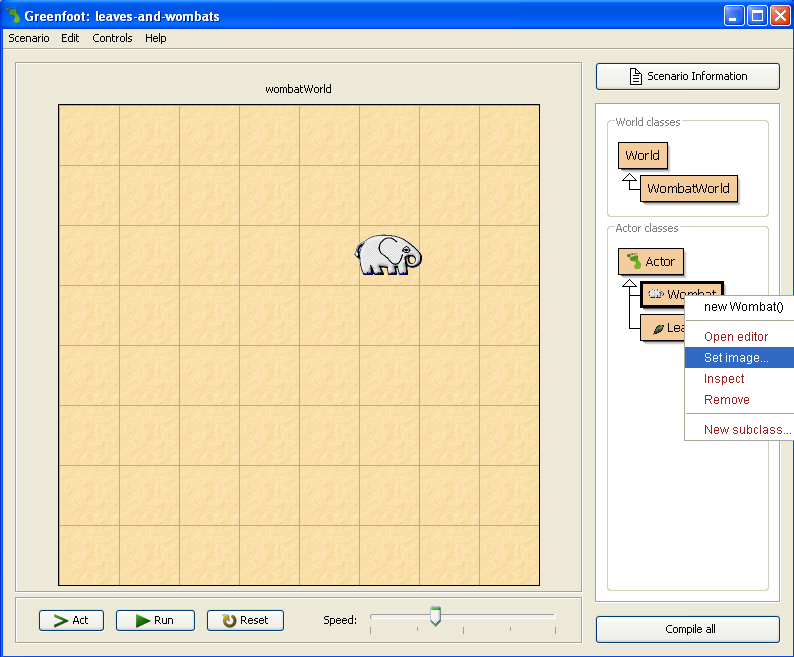 Greenfoot: leaves-and-wombats
Scenario Edit Controls Help
wombatWorld
Scenario Information
World classes
World
WombatWorld
Actor classes
Actor
Wombat
new Wombat()
Lea
Open editor
Set image...
Inspect
Remove
New subclass...
Act Run Reset Speed:
Compile all